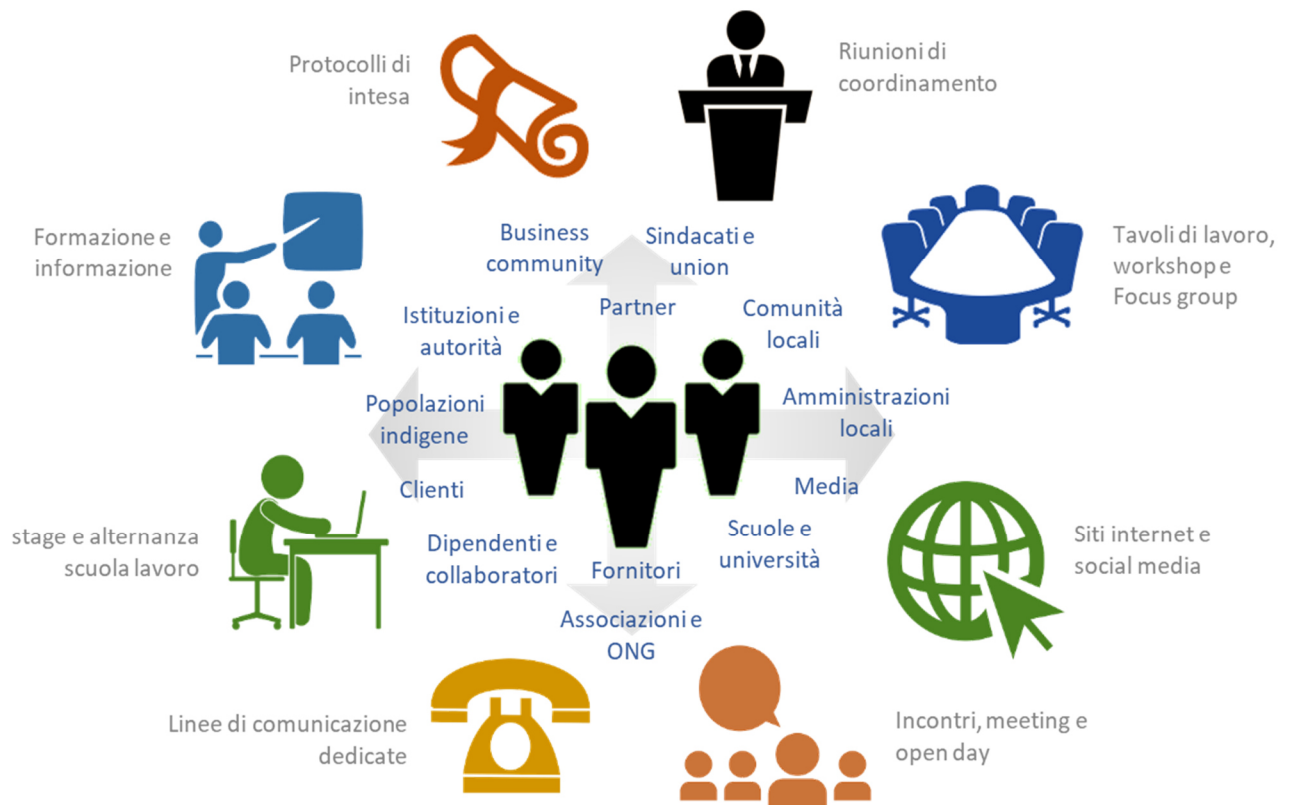 Protocolli di
intesa
Riunioni di
coordinamento
Formazione e
informazione
Business
community
Sindacati e
union
Tavoli di lavoro,
workshop e
Focus group
Istituzioni e
autorità
Partner
Comunità
locali
Popolazioni
indigene
Amministrazioni
locali
Clienti
Media
stage e alternanza
scuola lavoro
Dipendenti e
collaboratori
Fornitori
Scuole e
università
Siti internet e
social media
Associazioni e
ONG
Linee di comunicazione
dedicate
Incontri, meeting e
open day